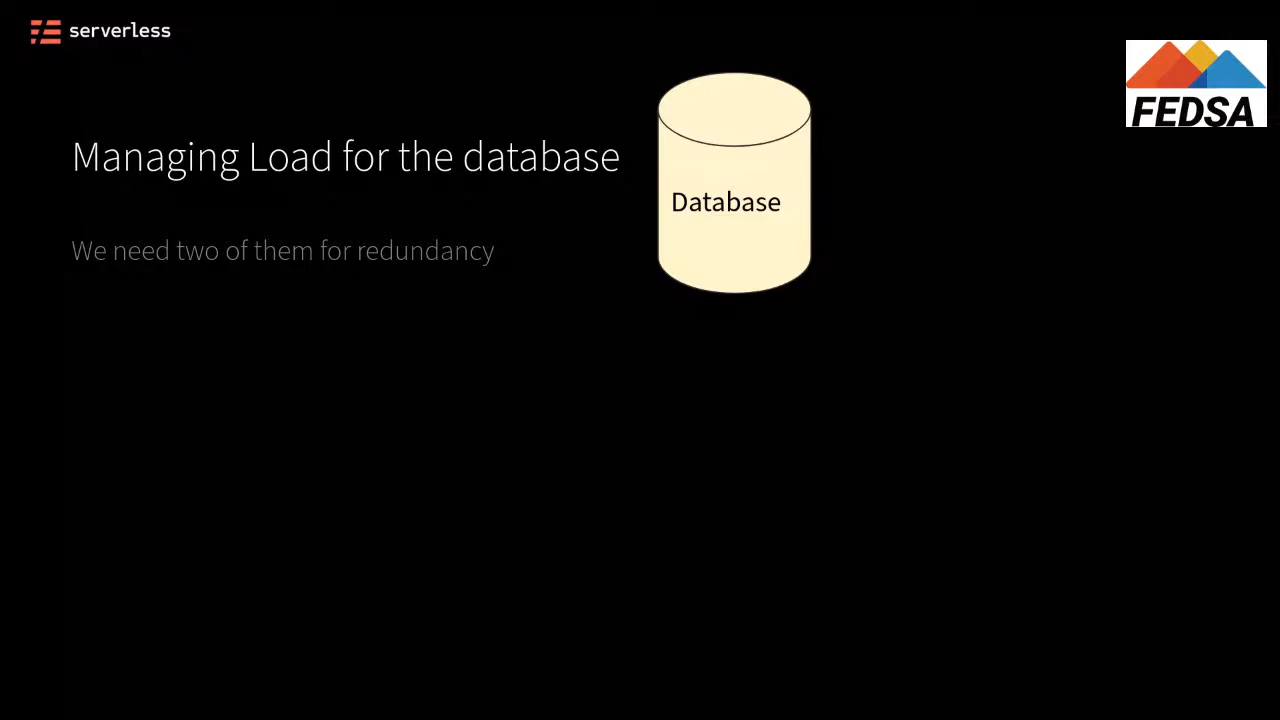 serverless
FEDSA
Managing Load for the database
Database
We need two of them for redundancy